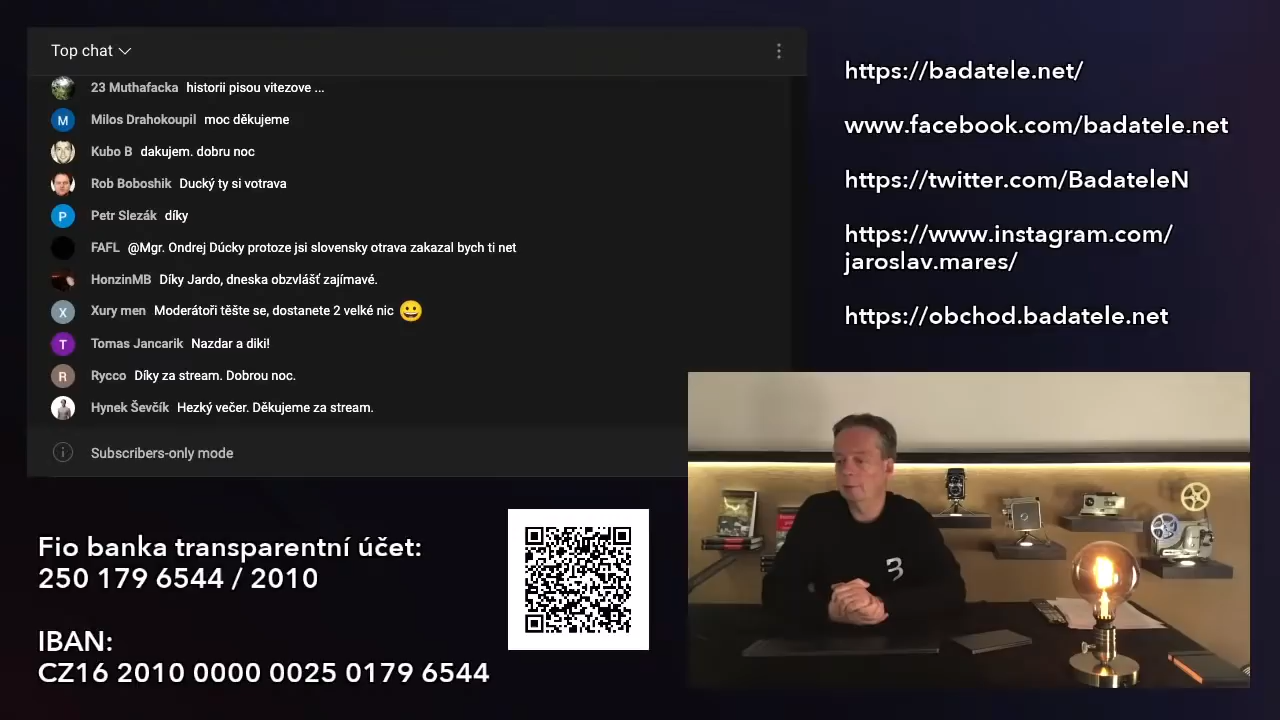 Top chat
23 Muthafacka historii pisou vitezove ...
M Milos Drahokoupil moc děkujeme
Kubo B dakujem. dobru noc
Rob Boboshik Ducký ty si votrava
P Petr Slezák díky
FAFL @Mgr. Ondrej Dúcky protoze jsi slovensky otrava zakazal bych ti net
HonzinMB Díky Jardo, dneska obzvlášť zajímavé.
X Xury men Moderátoři těšte se, dostanete 2 velké nic 😀
T Tomas Jancarik Nazdar a diki!
R Rycco Díky za stream. Dobrou noc.
Hynek Ševčík Hezký večer. Děkujeme za stream.
Subscribers-only mode
https://badatele.net/
www.facebook.com/badatele.net
https://twitter.com/BadateleN
https://www.instagram.com/
jaroslav.mares/
https://obchod.badatele.net
Fio banka transparentní účet:
250 179 6544 / 2010
IBAN:
CZ16 2010 0000 0025 0179 6544